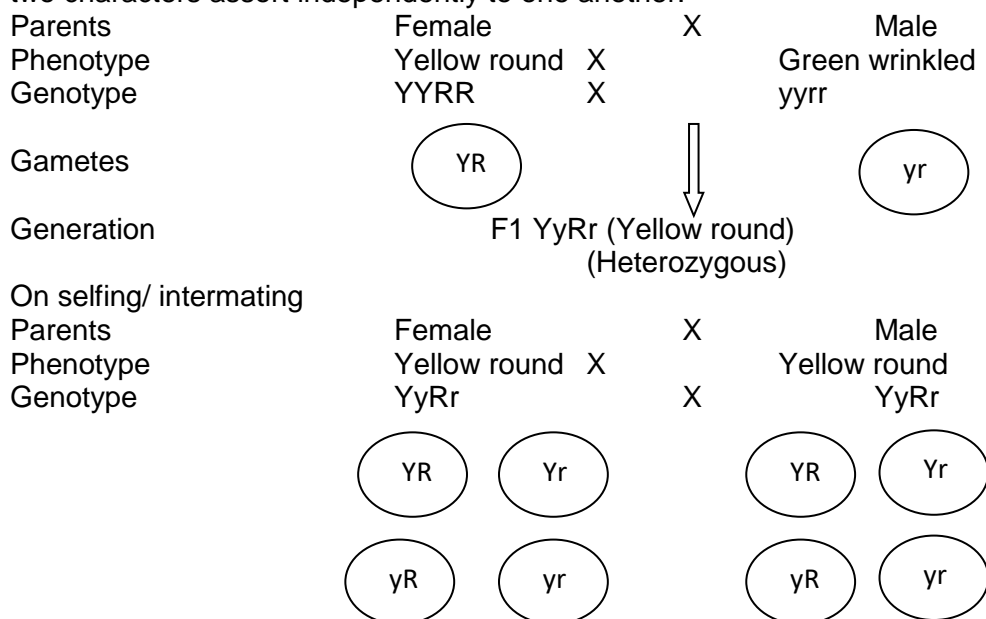 two characters assert independently to one another.
Parents Female X Male
Phenotype Yellow round X Green wrinkled
Genotype YYRR X yyrr
Gametes YR yr
Generation F1 YyRr (Yellow round)
(Heterozygous)
On selfing/ intermating
Parents Female X Male
Phenotype Yellow round X Yellow round
Genotype YyRr X YyRr
YR Yr YR Yr
yR yr yR yr